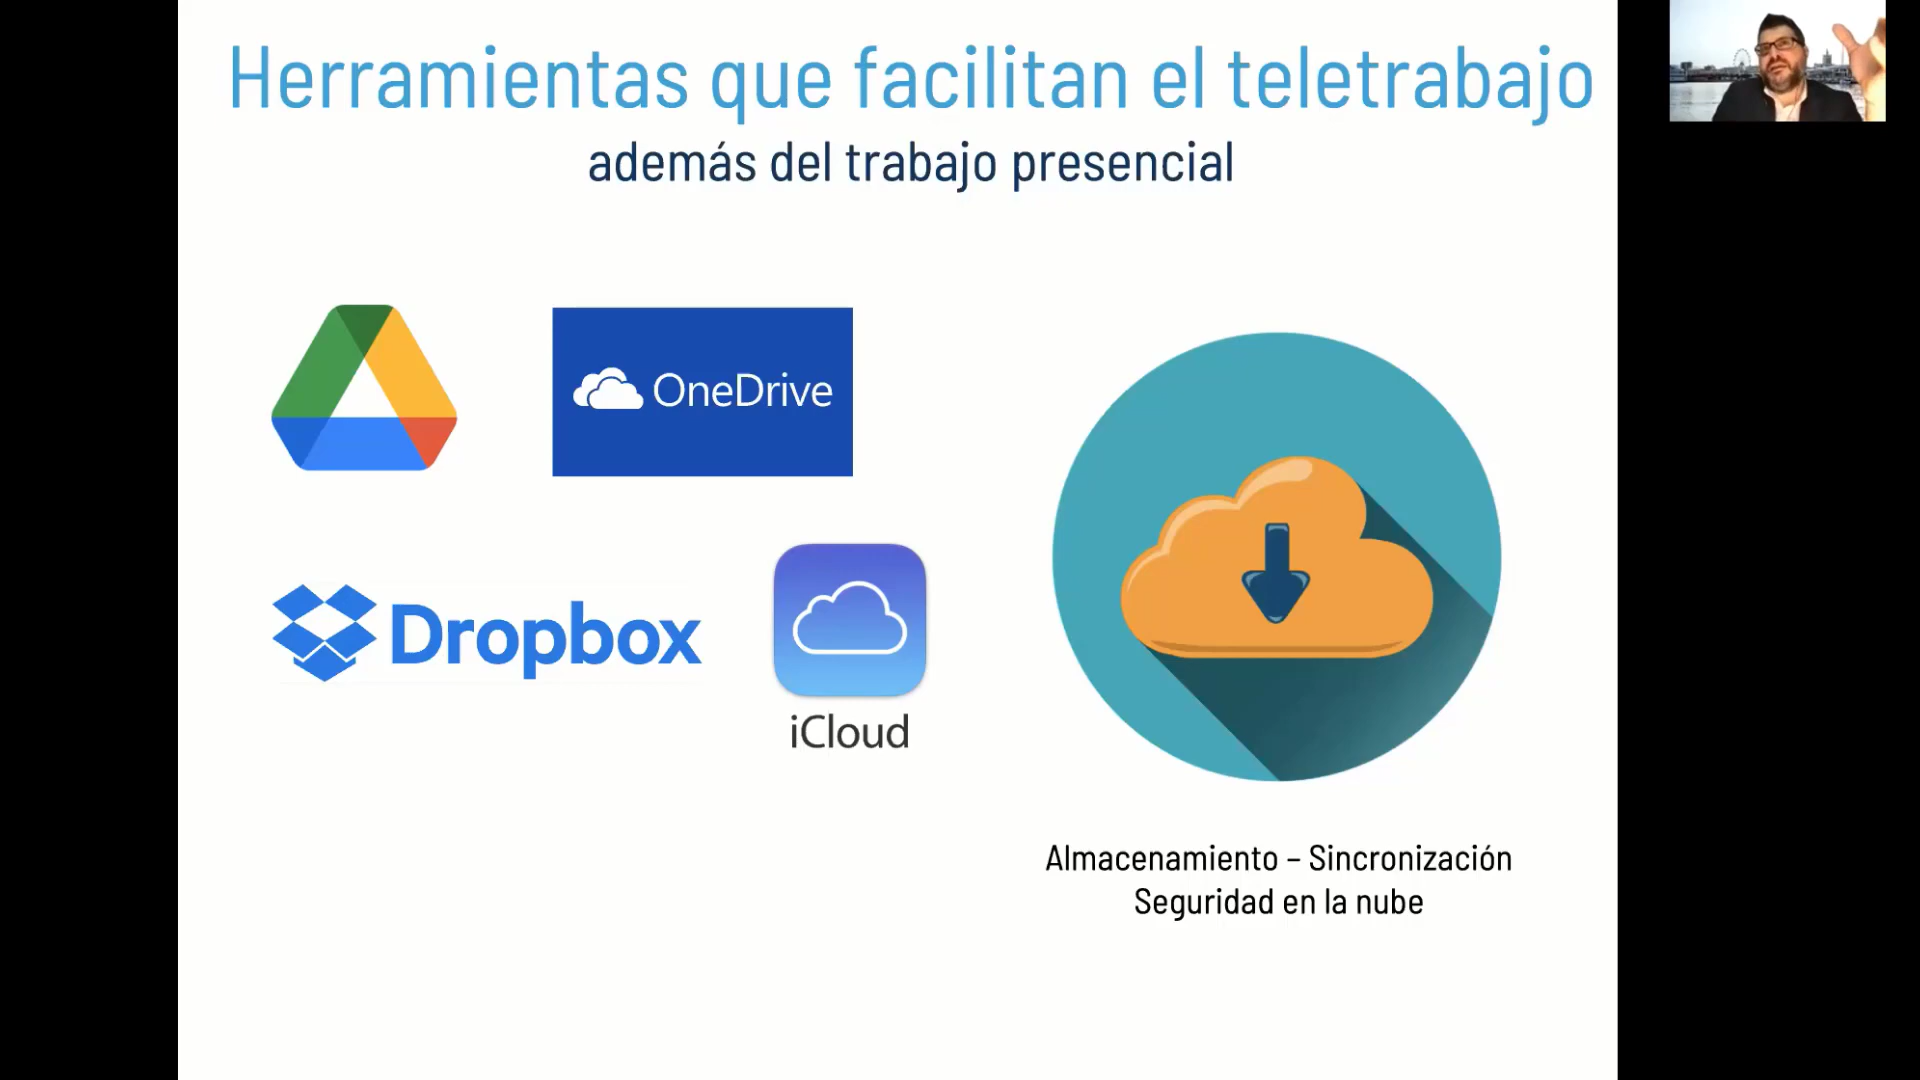 Herramientas que facilitan el teletrabajo
además del trabajo presencial
OneDrive
Dropbox
iCloud
Almacenamiento – Sincronización
Seguridad en la nube